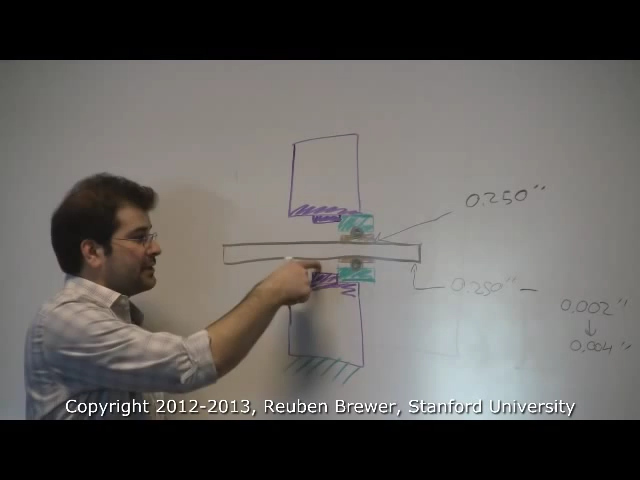 0.250"
0.250" –
0.002"
0.004"
Copyright 2012-2013, Reuben Brewer, Stanford University